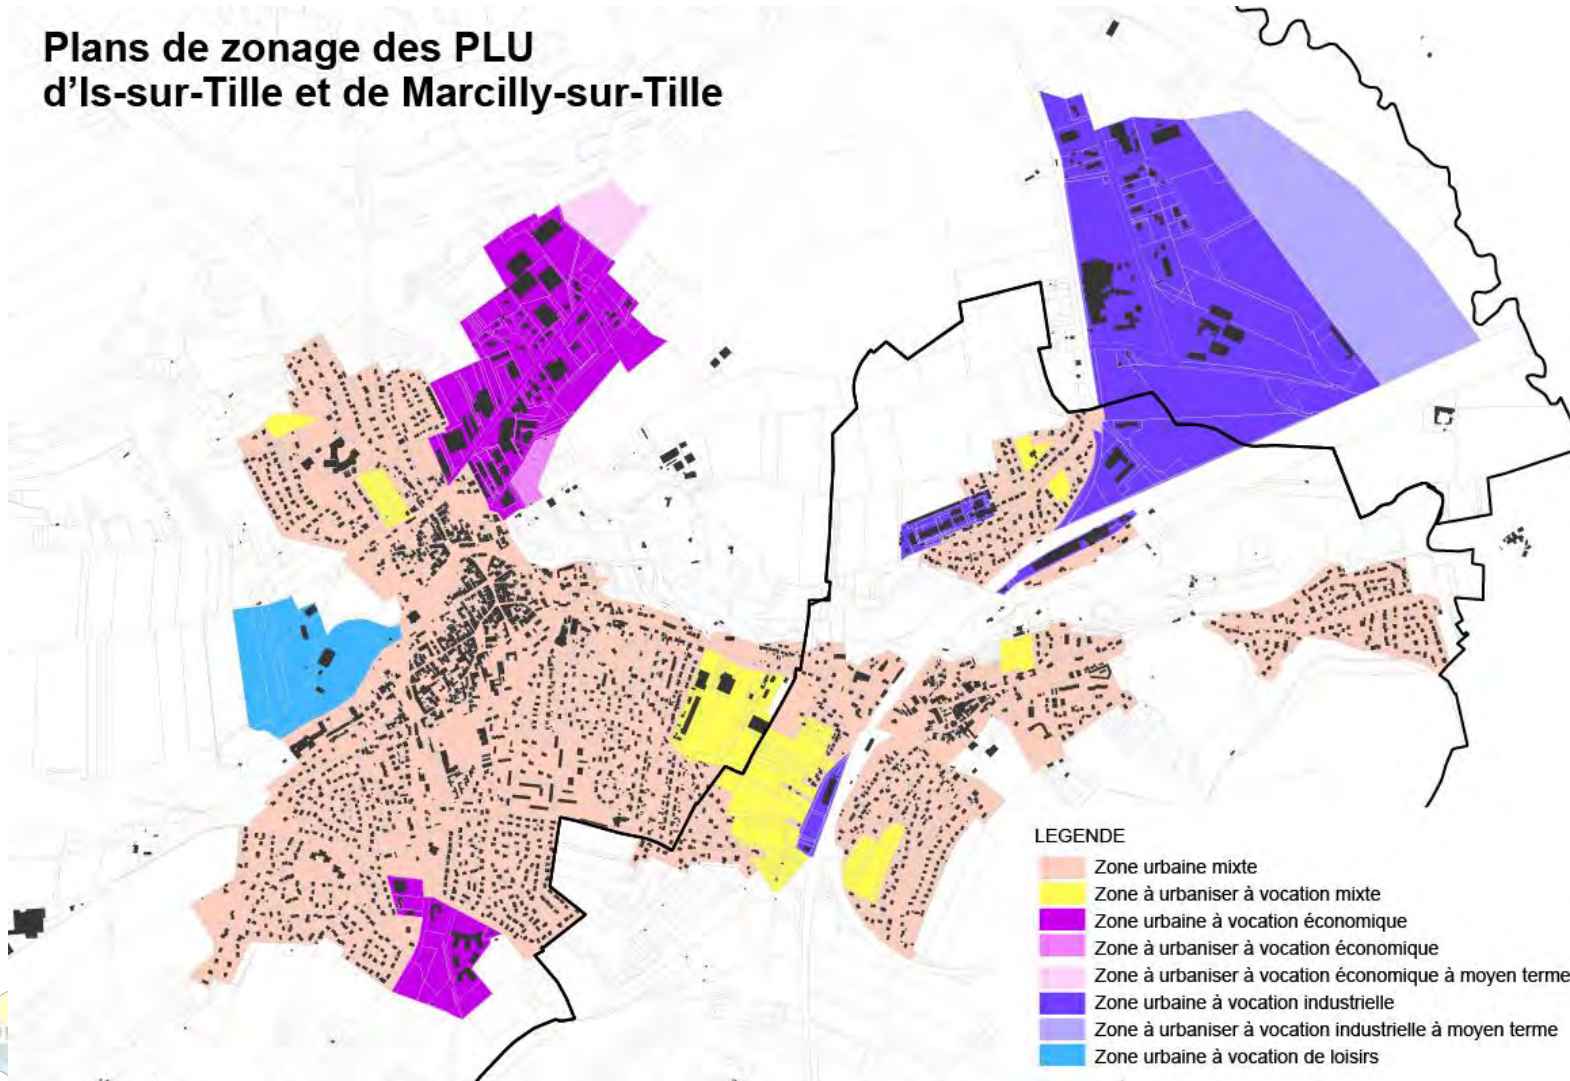 Plans de zonage des PLU
d'Is-sur-Tille et de Marcilly-sur-Tille
LEGENDE
Zone urbaine mixte
Zone à urbaniser à vocation mixte
Zone urbaine à vocation économique
Zone à urbaniser à vocation économique
Zone à urbaniser à vocation économique à moyen terme
Zone urbaine à vocation industrielle
Zone à urbaniser à vocation industrielle à moyen terme
Zone urbaine à vocation de loisirs